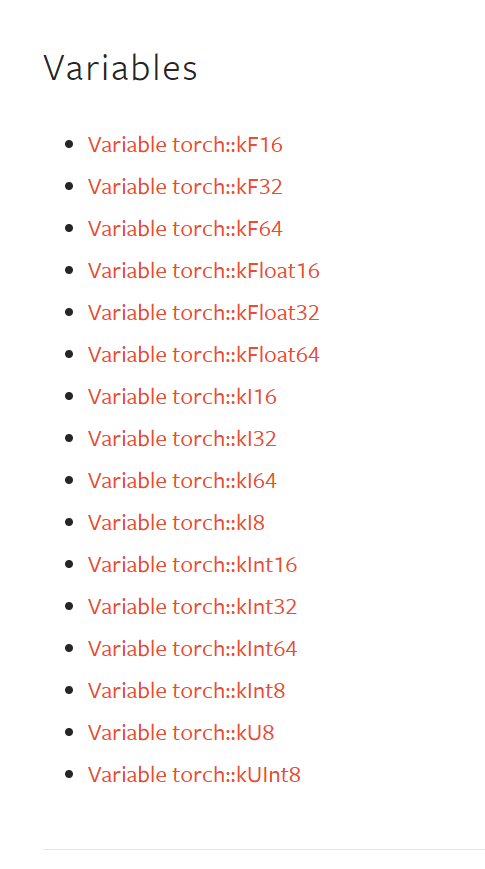 Variables
Variable torch::kF16
Variable torch::kF32
Variable torch::kF64
Variable torch::kFloat16
Variable torch::kFloat32
Variable torch::kFloat64
Variable torch::kI16
Variable torch::kI32
Variable torch::kI64
Variable torch::kI8
Variable torch::kInt16
Variable torch::kInt32
Variable torch::kInt64
Variable torch::kInt8
Variable torch::kU8
Variable torch::kUInt8